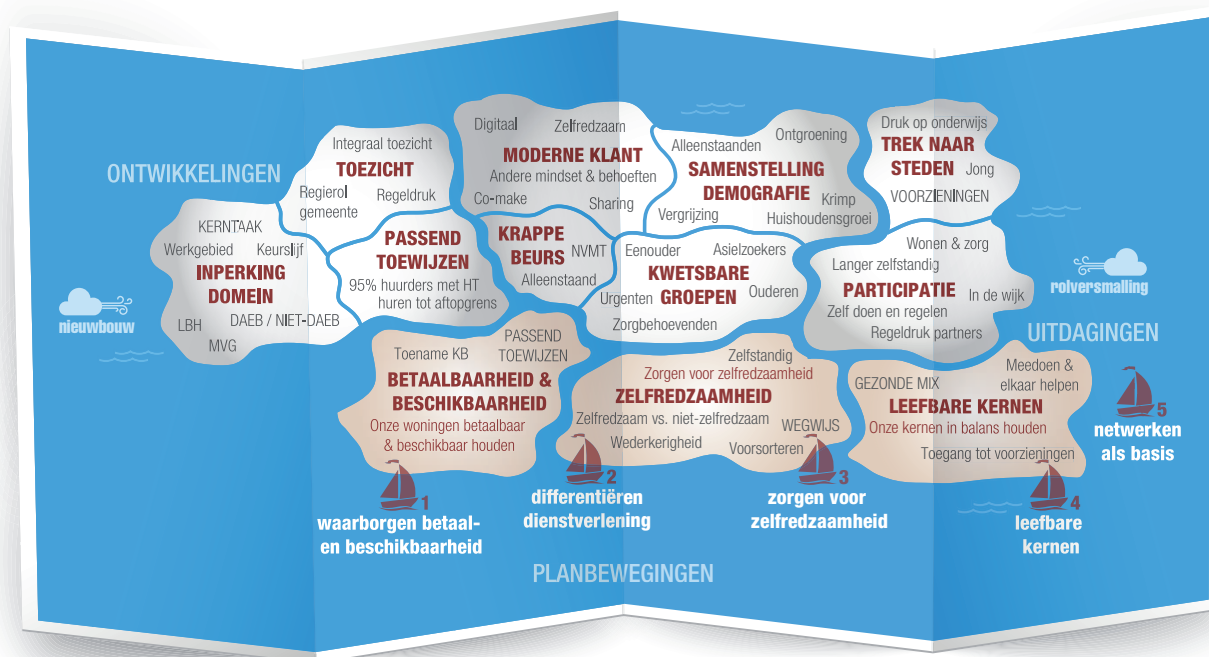 ONTWIKKELINGEN
Integraal toezicht
TOEZICHT
Regierol
gemeente
Regeldruk
Digitaal
Zelfredzaam
MODERNE KLANT
Andere mindset & behoeften
Co-make
Sharing
Alleenstaanden
Ontgroening
SAMENSTELLING
DEMOGRAFIE
Krimp
Vergrijzing
Huishoudensgroei
Druk op onderwijs
TREK NAAR
STEDEN
Jong
VOORZIENINGEN
KERNTAAK
Werkgebied
Keurslijf
INPERKING
DOMEIN
LBH
DAEB / NIET-DAEB
MVG
PASSEND
TOEWIJZEN
95% huurders met HT
huren tot aftopgrens
KRAPPE
BEURS
NVMT
Alleenstaand
Eenouder
Asielzoekers
KWETSBARE
GROEPEN
Urgenten
Ouderen
Zorgbehoevenden
Wonen & zorg
Langer zelfstandig
PARTICIPATIE
In de wijk
Zelf doen en regelen
Regeldruk partners
nieuwbouw
rolversmalling
UITDAGINGEN
Toename KB
PASSEND
TOEWIJZEN
BETAALBAARHEID &
BESCHIKBAARHEID
Onze woningen betaalbaar
& beschikbaar houden
Zelfstandig
Zorgen voor zelfredzaamheid
ZELFREDZAAMHEID
Zelfredzaam vs. niet-zelfredzaam
WEGWIJS
Wederkerigheid
Voorsorteren
Meedoen &
elkaar helpen
GEZONDE MIX
LEEFBARE KERNEN
Onze kernen in balans houden
Toegang tot voorzieningen
1
waarborgen betaal-
en beschikbaarheid
2
differentiëren
dienstverlening
3
zorgen voor
zelfredzaamheid
4
leefbare
kernen
5
netwerken
als basis
PLANBEWEGINGEN